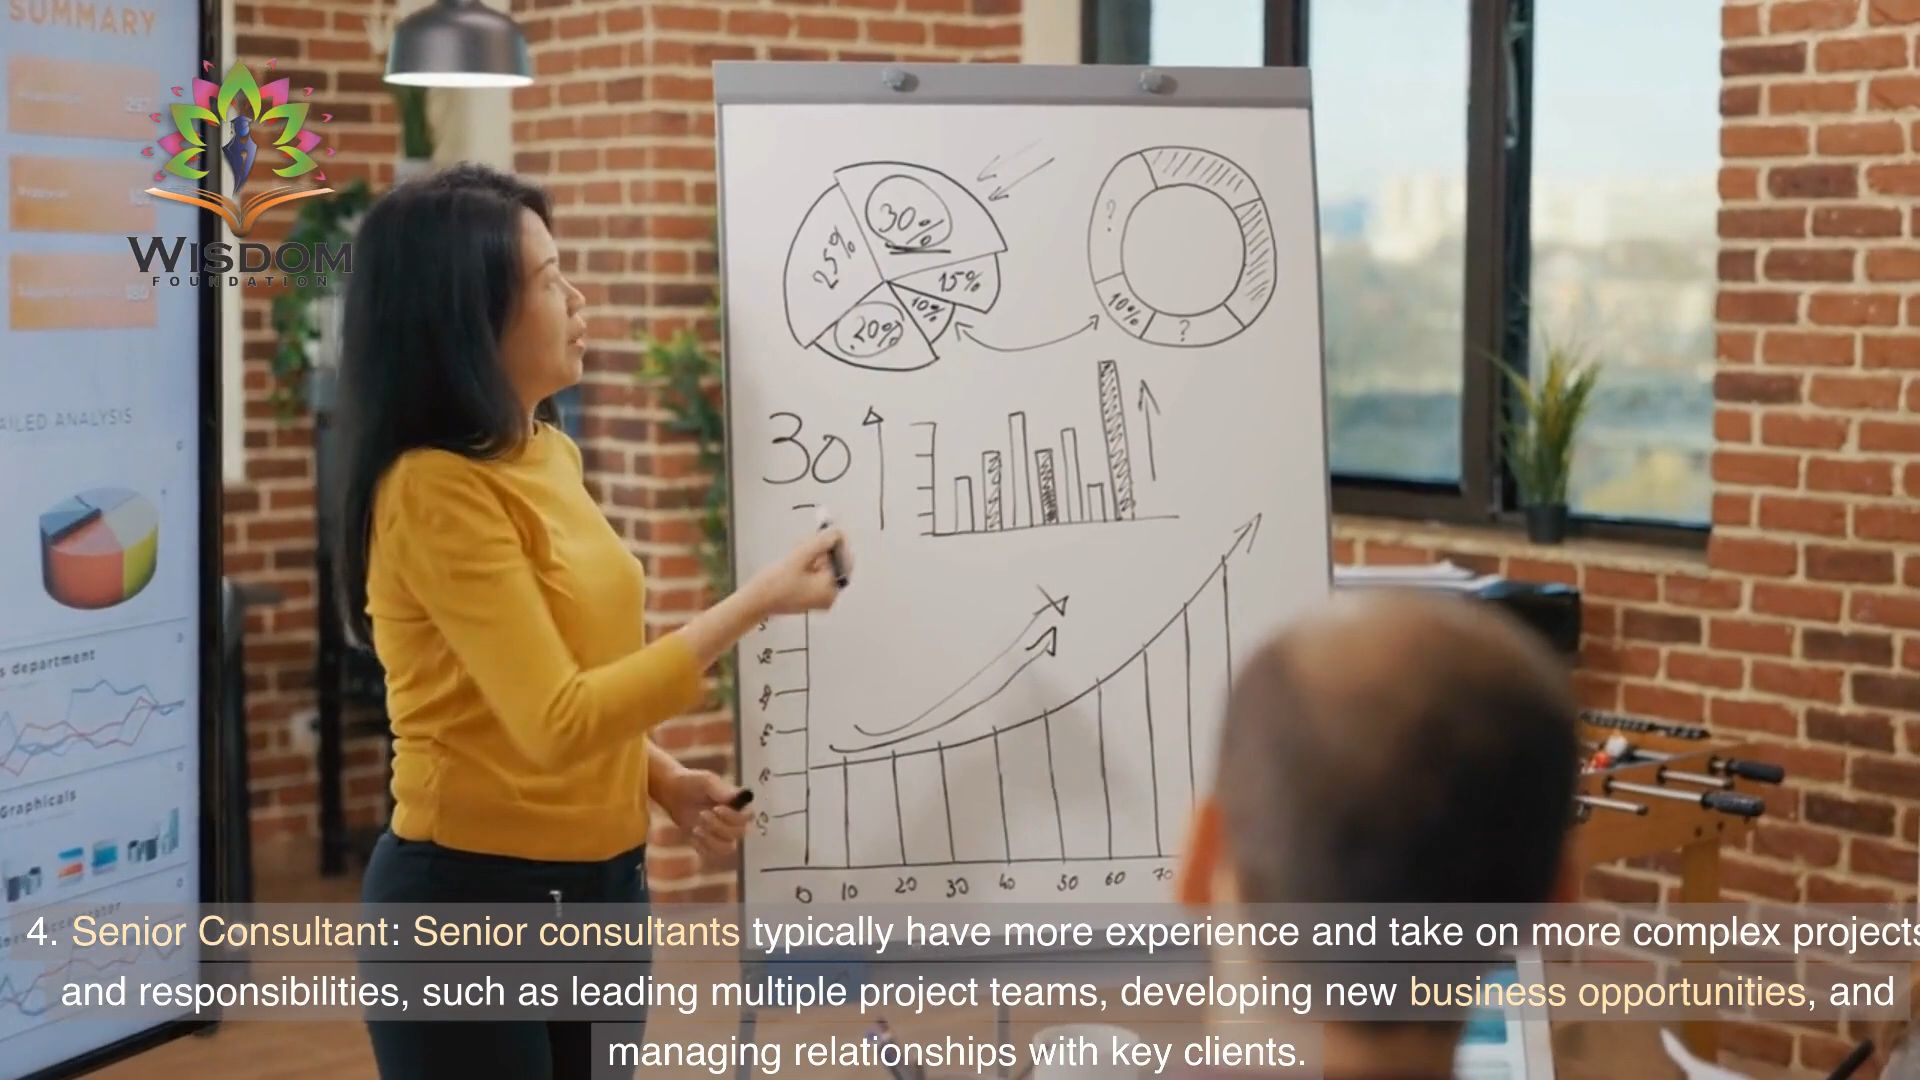 SUMMARY
WISDOM
FOUNDATION
30%
25%
15%
10%
20%
?
10%
?
30
AILED ANALYSIS
s department
Graphicals
0 10 20 30 40 50 60 70
4. Senior Consultant: Senior consultants typically have more experience and take on more complex projects
and responsibilities, such as leading multiple project teams, developing new business opportunities, and
managing relationships with key clients.